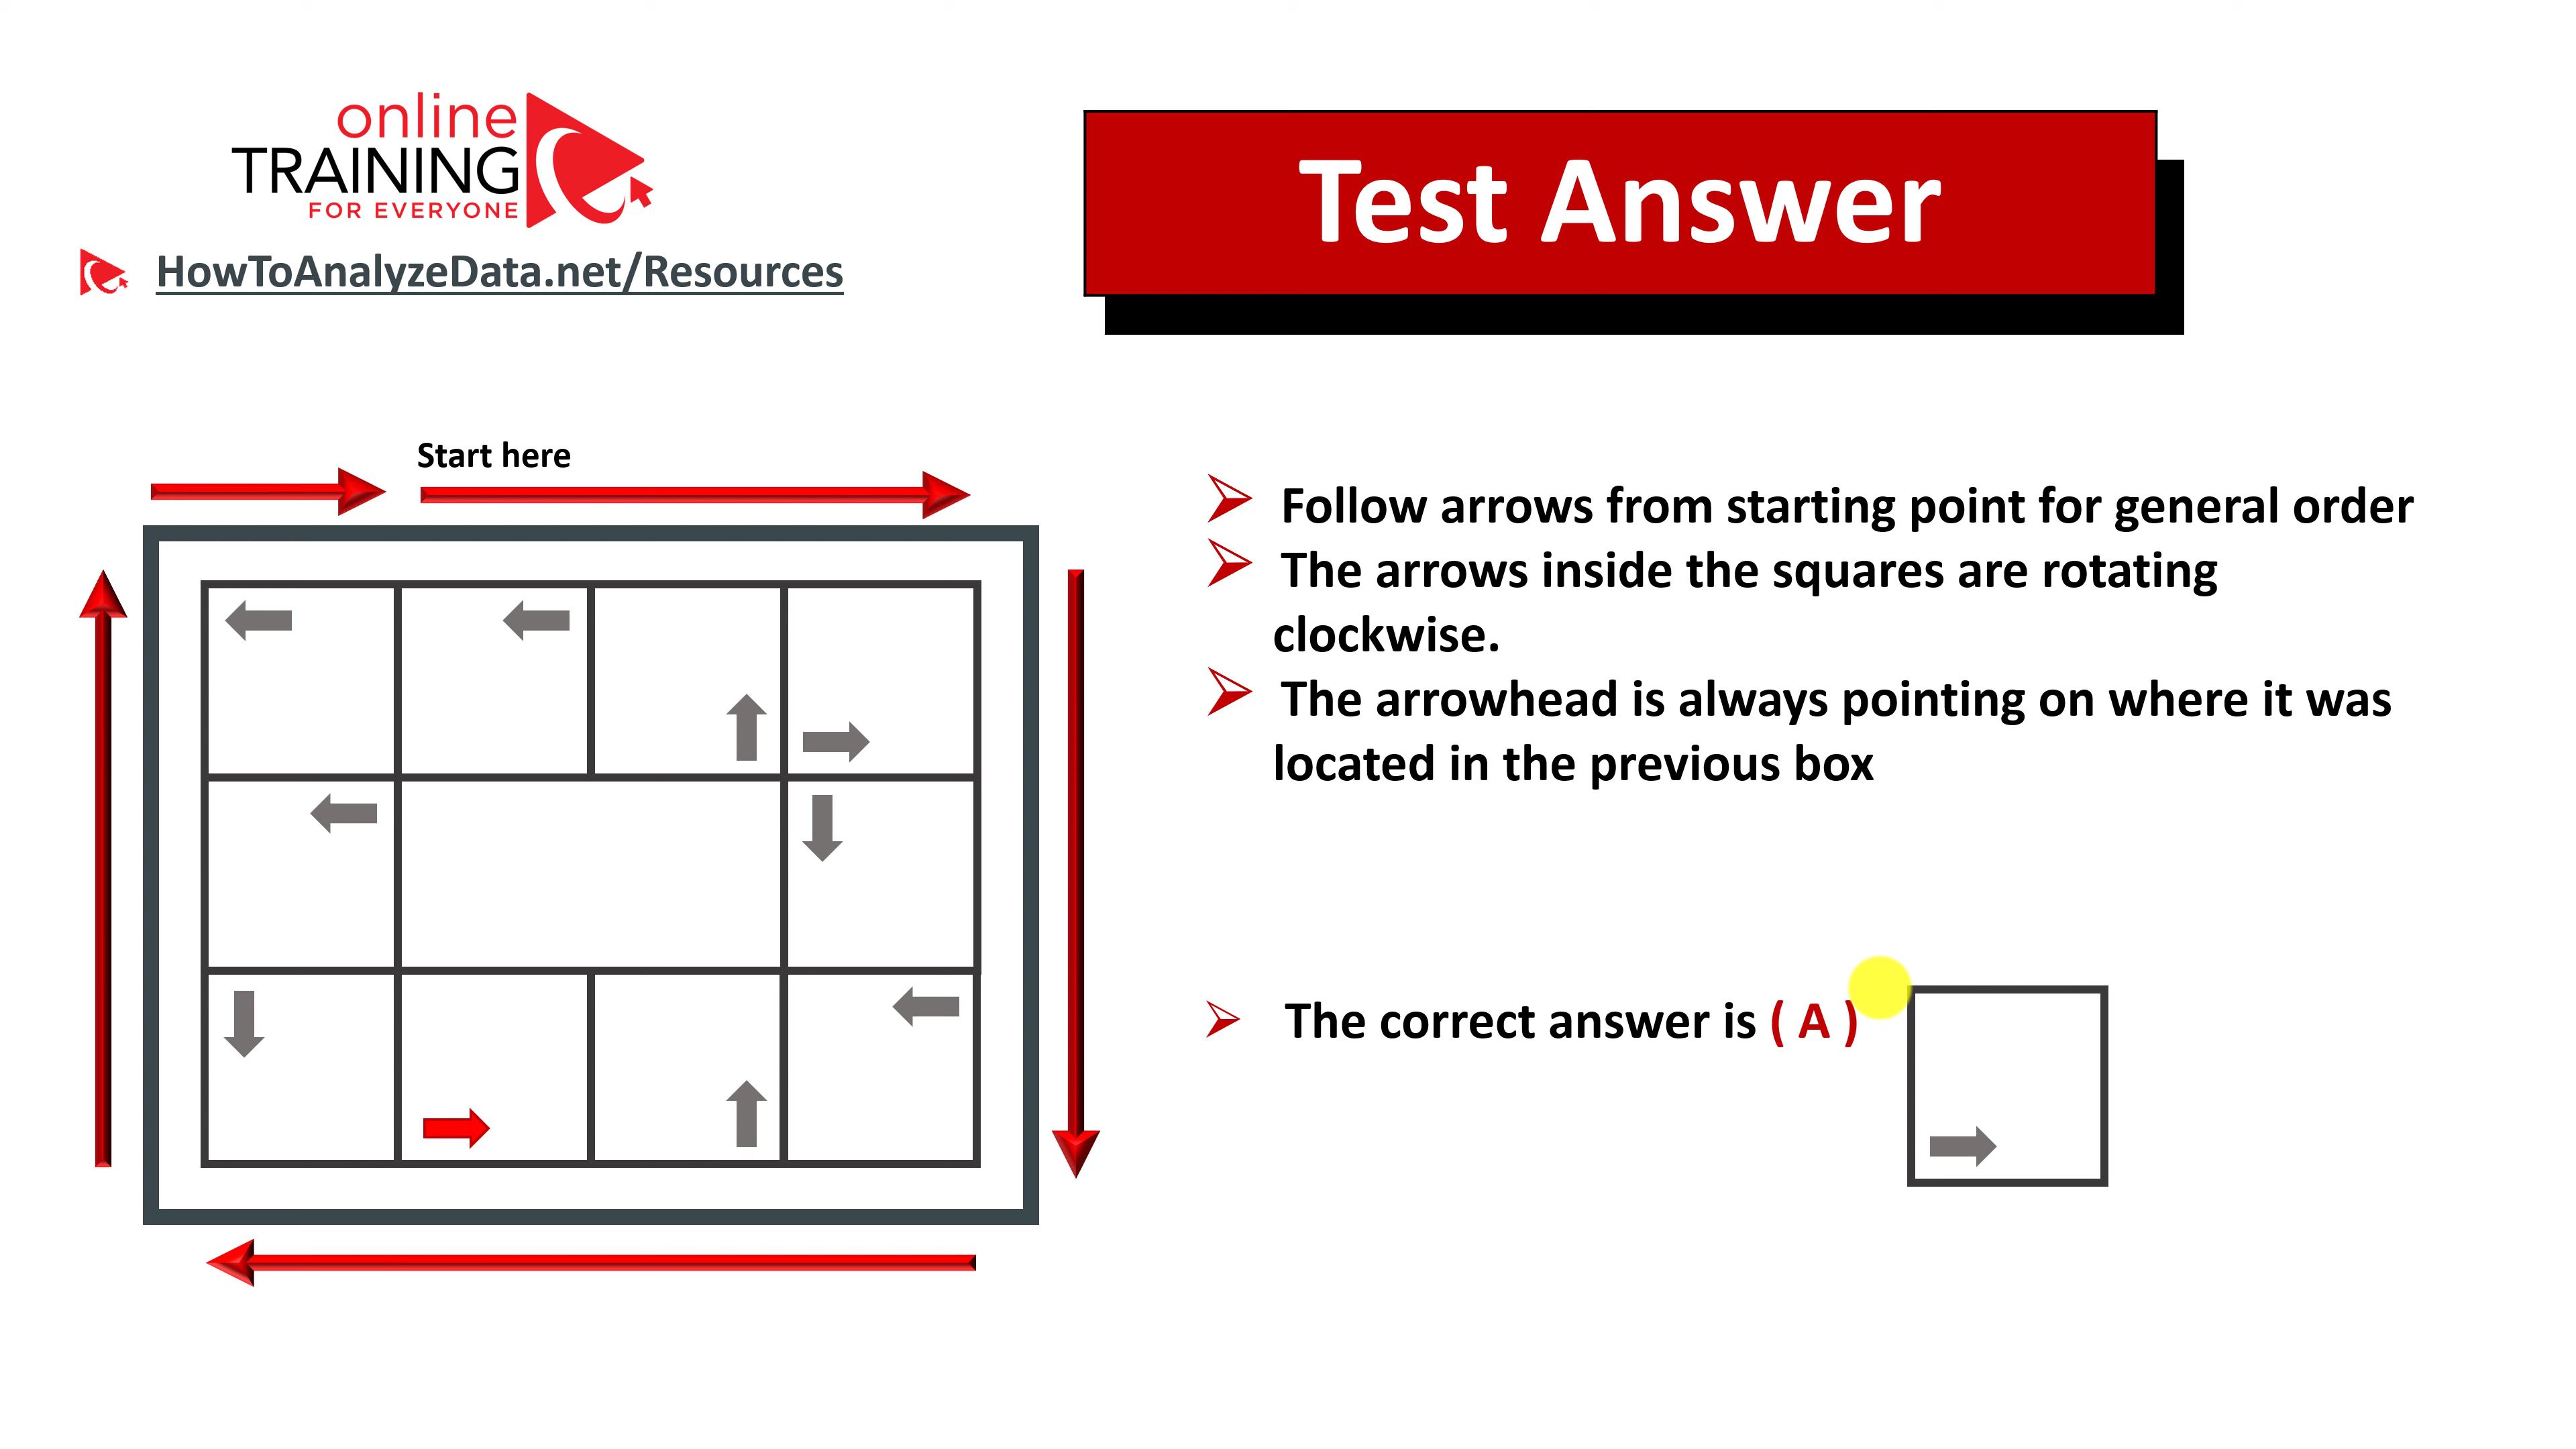 online
TRAINING
FOR EVERYONE
HowToAnalyzeData.net/Resources
Test Answer
Start here
Follow arrows from starting point for general order
The arrows inside the squares are rotating
clockwise.
The arrowhead is always pointing on where it was
located in the previous box
The correct answer is ( A )